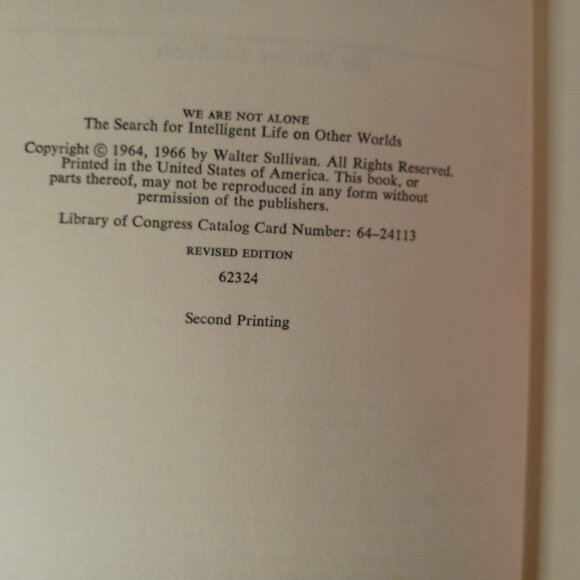 WE ARE NOT ALONE
The Search for Intelligent Life on Other Worlds
Copyright © 1964, 1966 by Walter Sullivan. All Rights Reserved.
Printed in the United States of America. This book, or
parts thereof, may not be reproduced in any form without
permission of the publishers.
Library of Congress Catalog Card Number: 64–24113
REVISED EDITION
62324
Second Printing